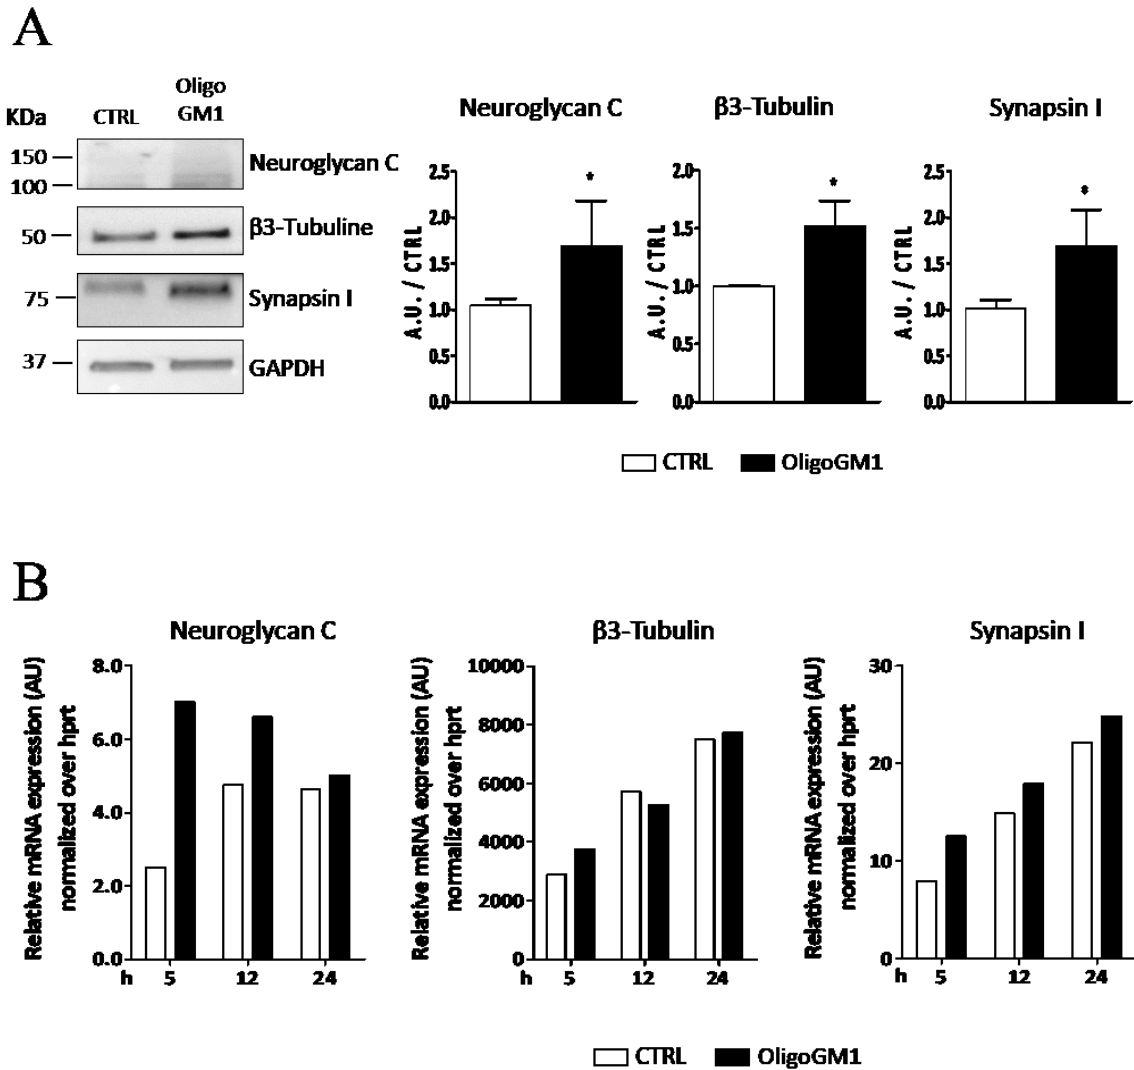 A
Oligo
GM1
CTRL
KDa
150
100
Neuroglycan C
50
β3-Tubuline
75
Synapsin I
37
GAPDH
Neuroglycan C
A.U. / CTRL
2.5
2.0
1.5
1.0
0.5
0.0
*
β3-Tubulin
A.U. / CTRL
2.0
1.5
1.0
0.5
0.0
*
Synapsin I
A.U. / CTRL
2.5
2.0
1.5
1.0
0.5
0.0
*
CTRL OligoGM1
B
Neuroglycan C
Relative mRNA expression (AU)
normalized over hprt
8.0
6.0
4.0
2.0
0.0
h 5 12 24
β3-Tubulin
Relative mRNA expression (AU)
normalized over hprt
10000
8000
6000
4000
2000
0
h 5 12 24
Synapsin I
Relative mRNA expression (AU)
normalized over hprt
30
20
10
0
h 5 12 24
CTRL OligoGM1